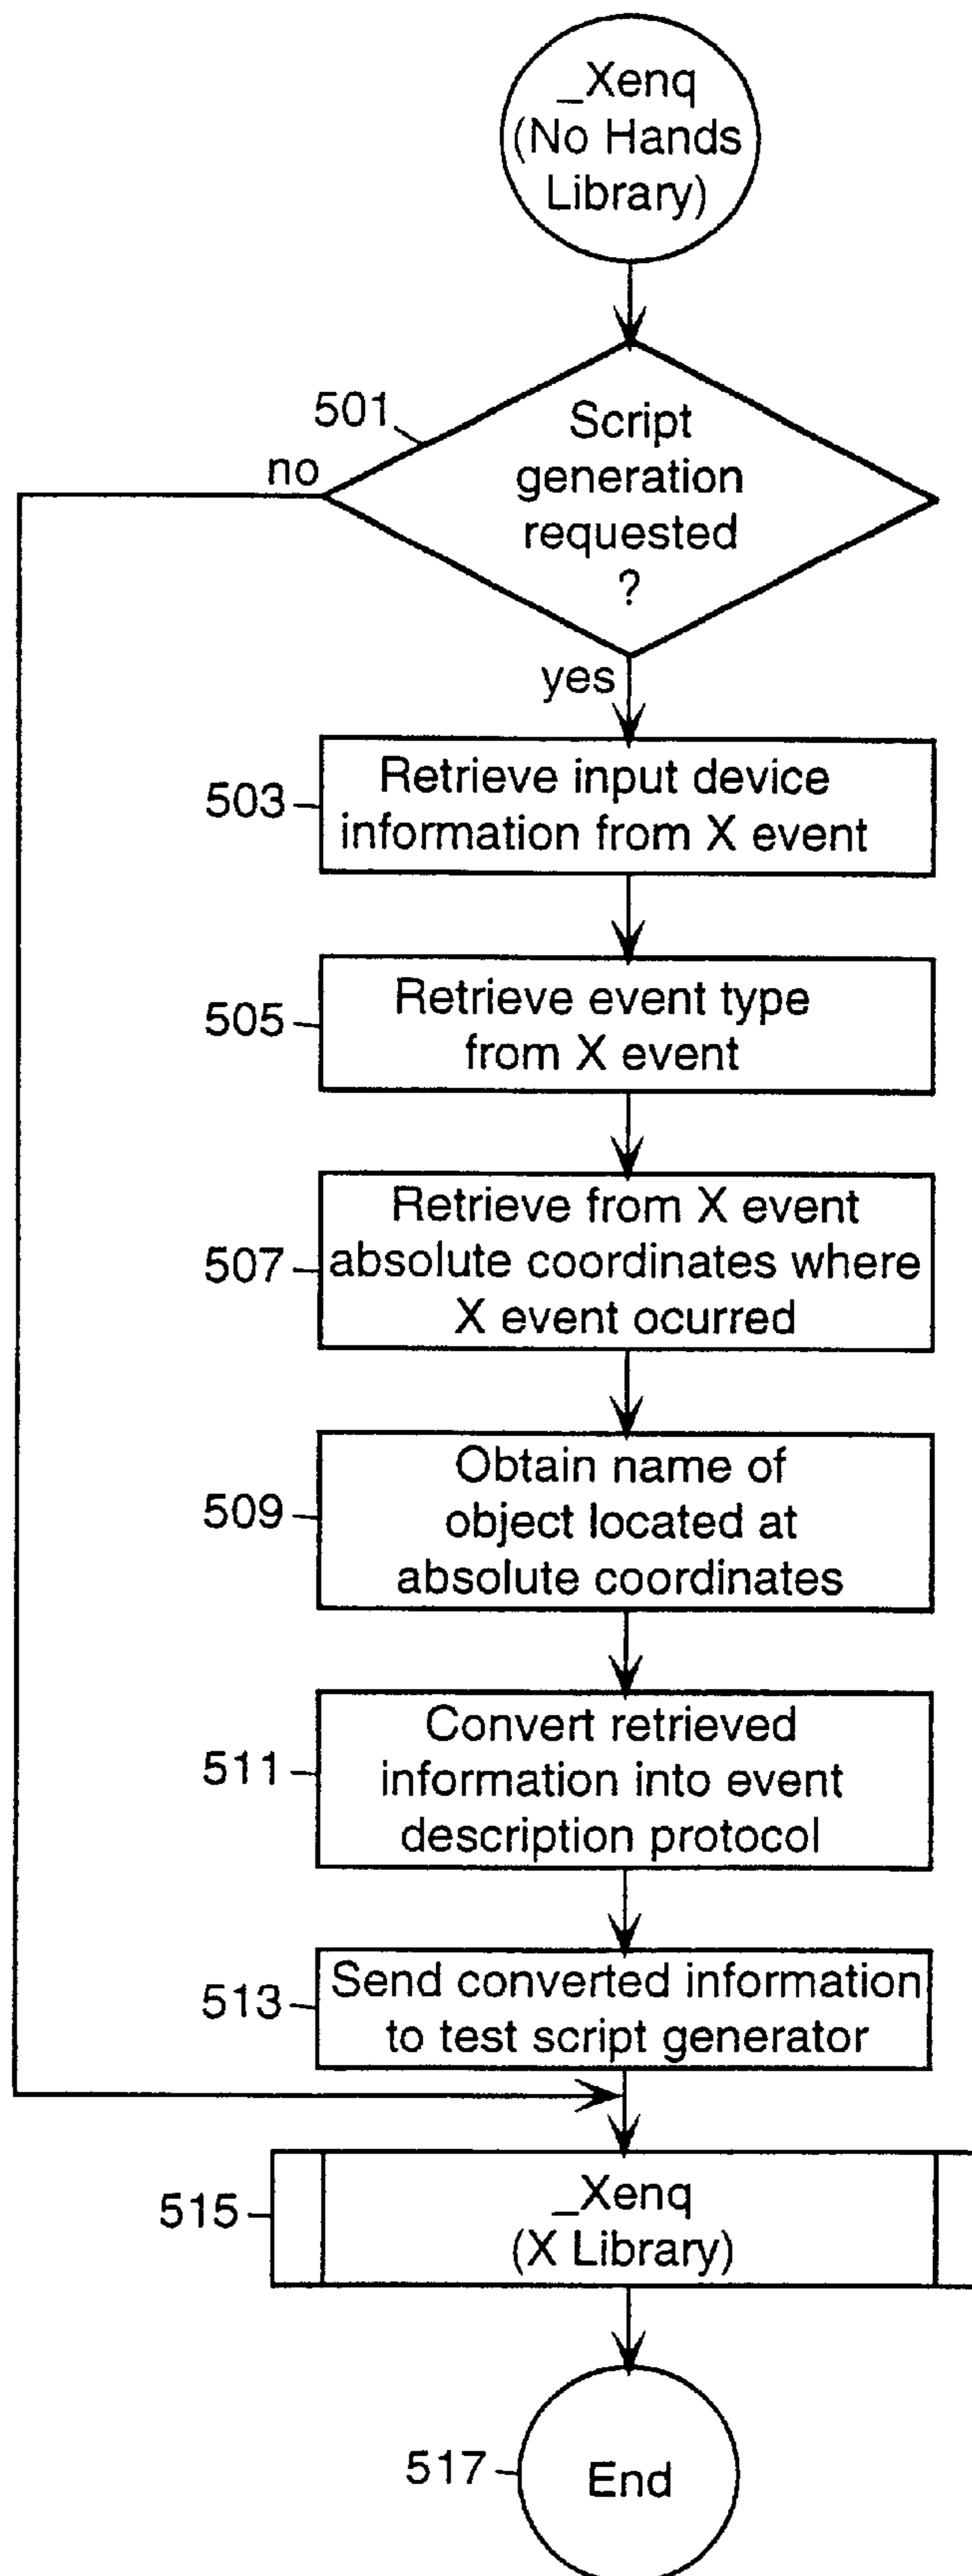 _Xenq
(No Hands
Library)
501
Script
generation
requested
?
no
yes
503
Retrieve input device
information from X event
505
Retrieve event type
from X event
507
Retrieve from X event
absolute coordinates where
X event ocurred
509
Obtain name of
object located at
absolute coordinates
511
Convert retrieved
information into event
description protocol
513
Send converted information
to test script generator
515
_Xenq
(X Library)
517
End